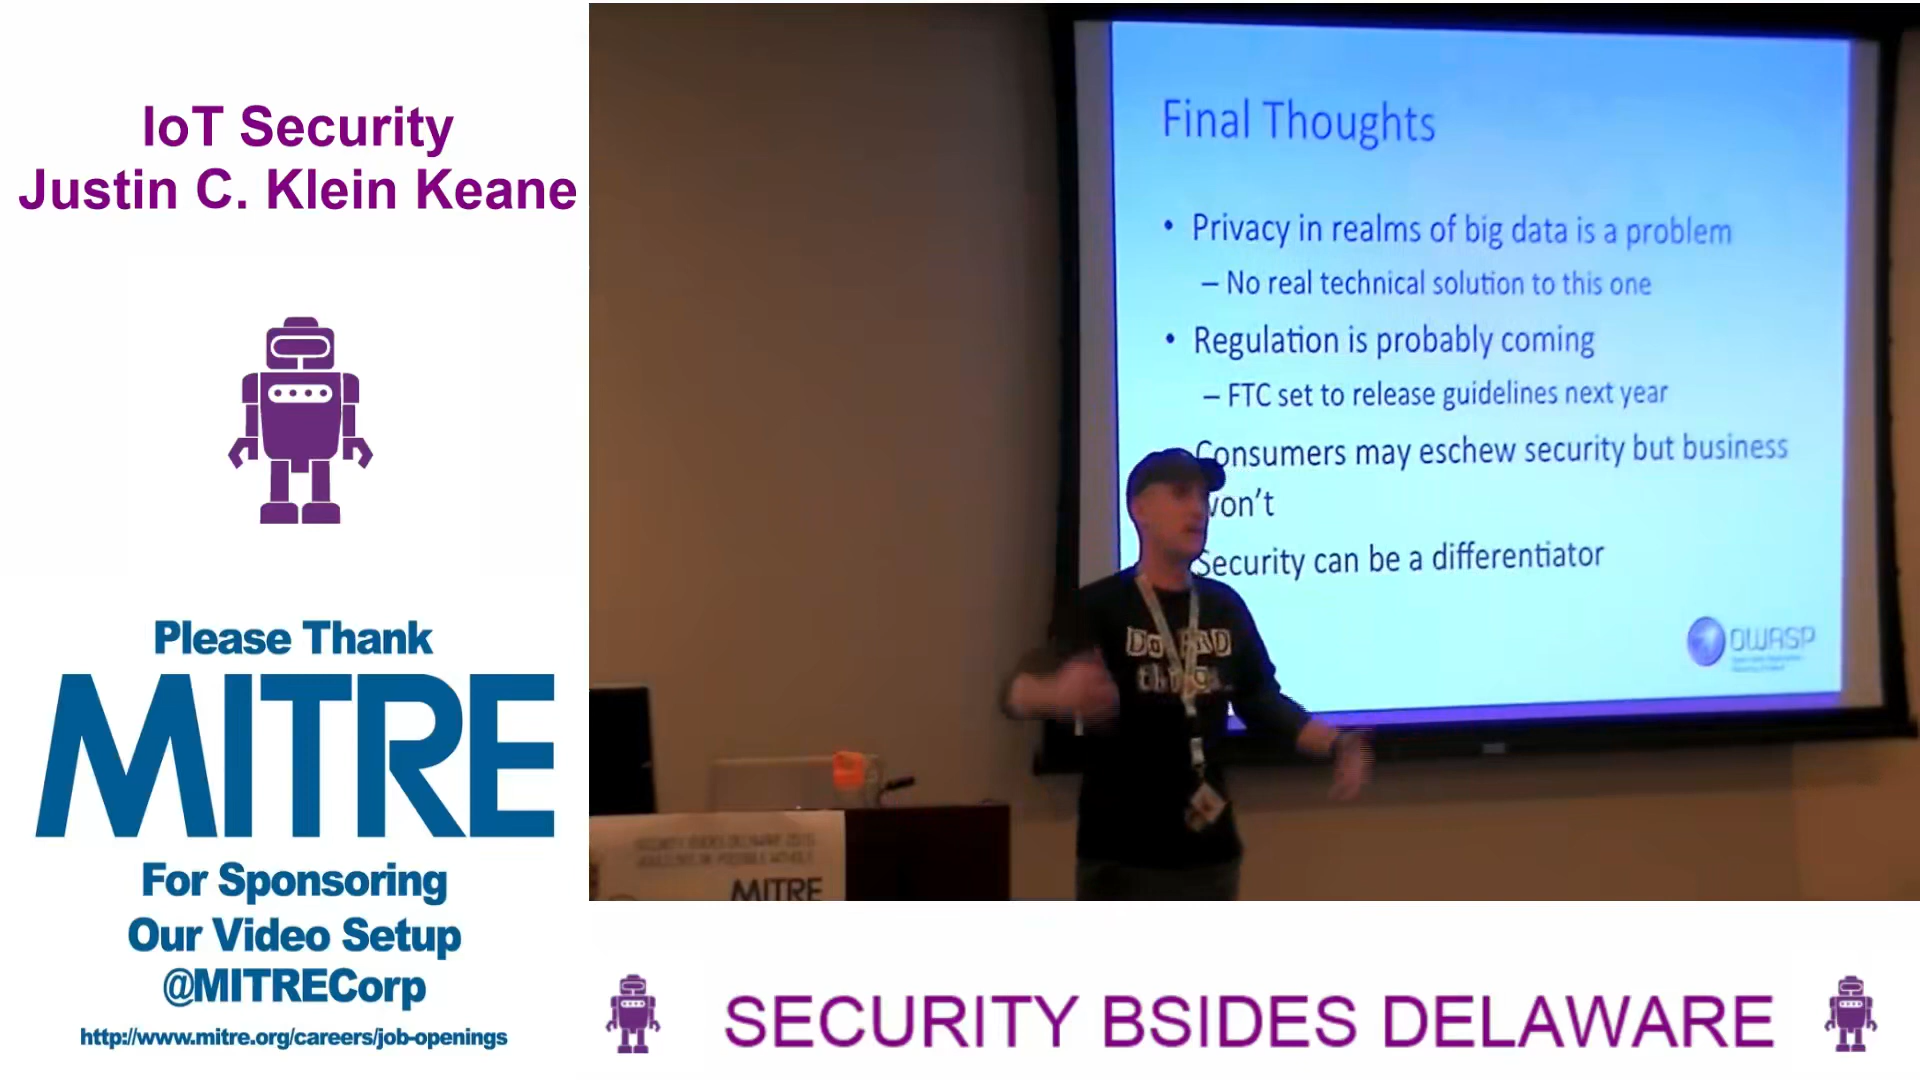 IoT Security
Justin C. Klein Keane
Please Thank
MITRE
For Sponsoring
Our Video Setup
@MITRECorp
http://www.mitre.org/careers/job-openings
Final Thoughts
• Privacy in realms of big data is a problem
– No real technical solution to this one
• Regulation is probably coming
– FTC set to release guidelines next year
Consumers may eschew security but business
won't
Security can be a differentiator
OWASP
MITRE
SECURITY BSIDES DELAWARE